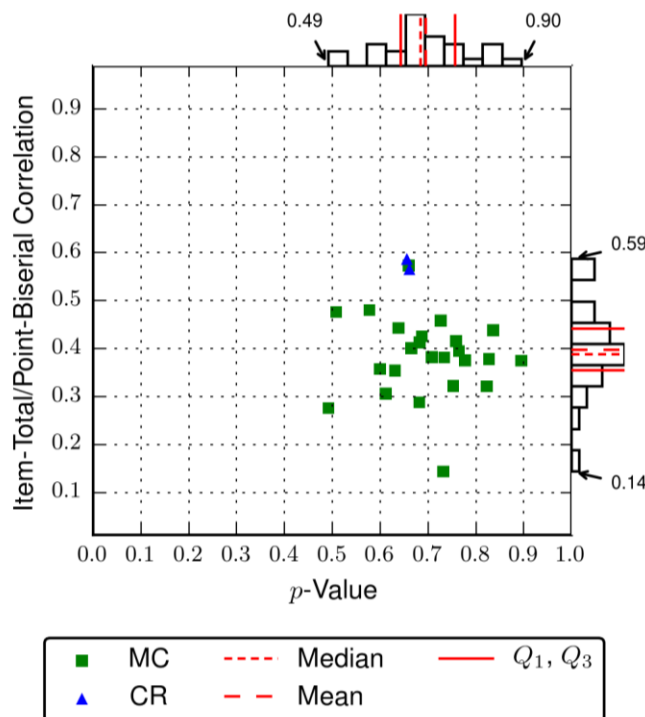 0.49 0.90
Item-Total/Point-Biserial Correlation
0.9
0.8
0.7
0.6
0.5
0.4
0.3
0.2
0.1
0.59
0.14
0.0 0.1 0.2 0.3 0.4 0.5 0.6 0.7 0.8 0.9 1.0
p-Value
MC Median Q1, Q3
CR Mean